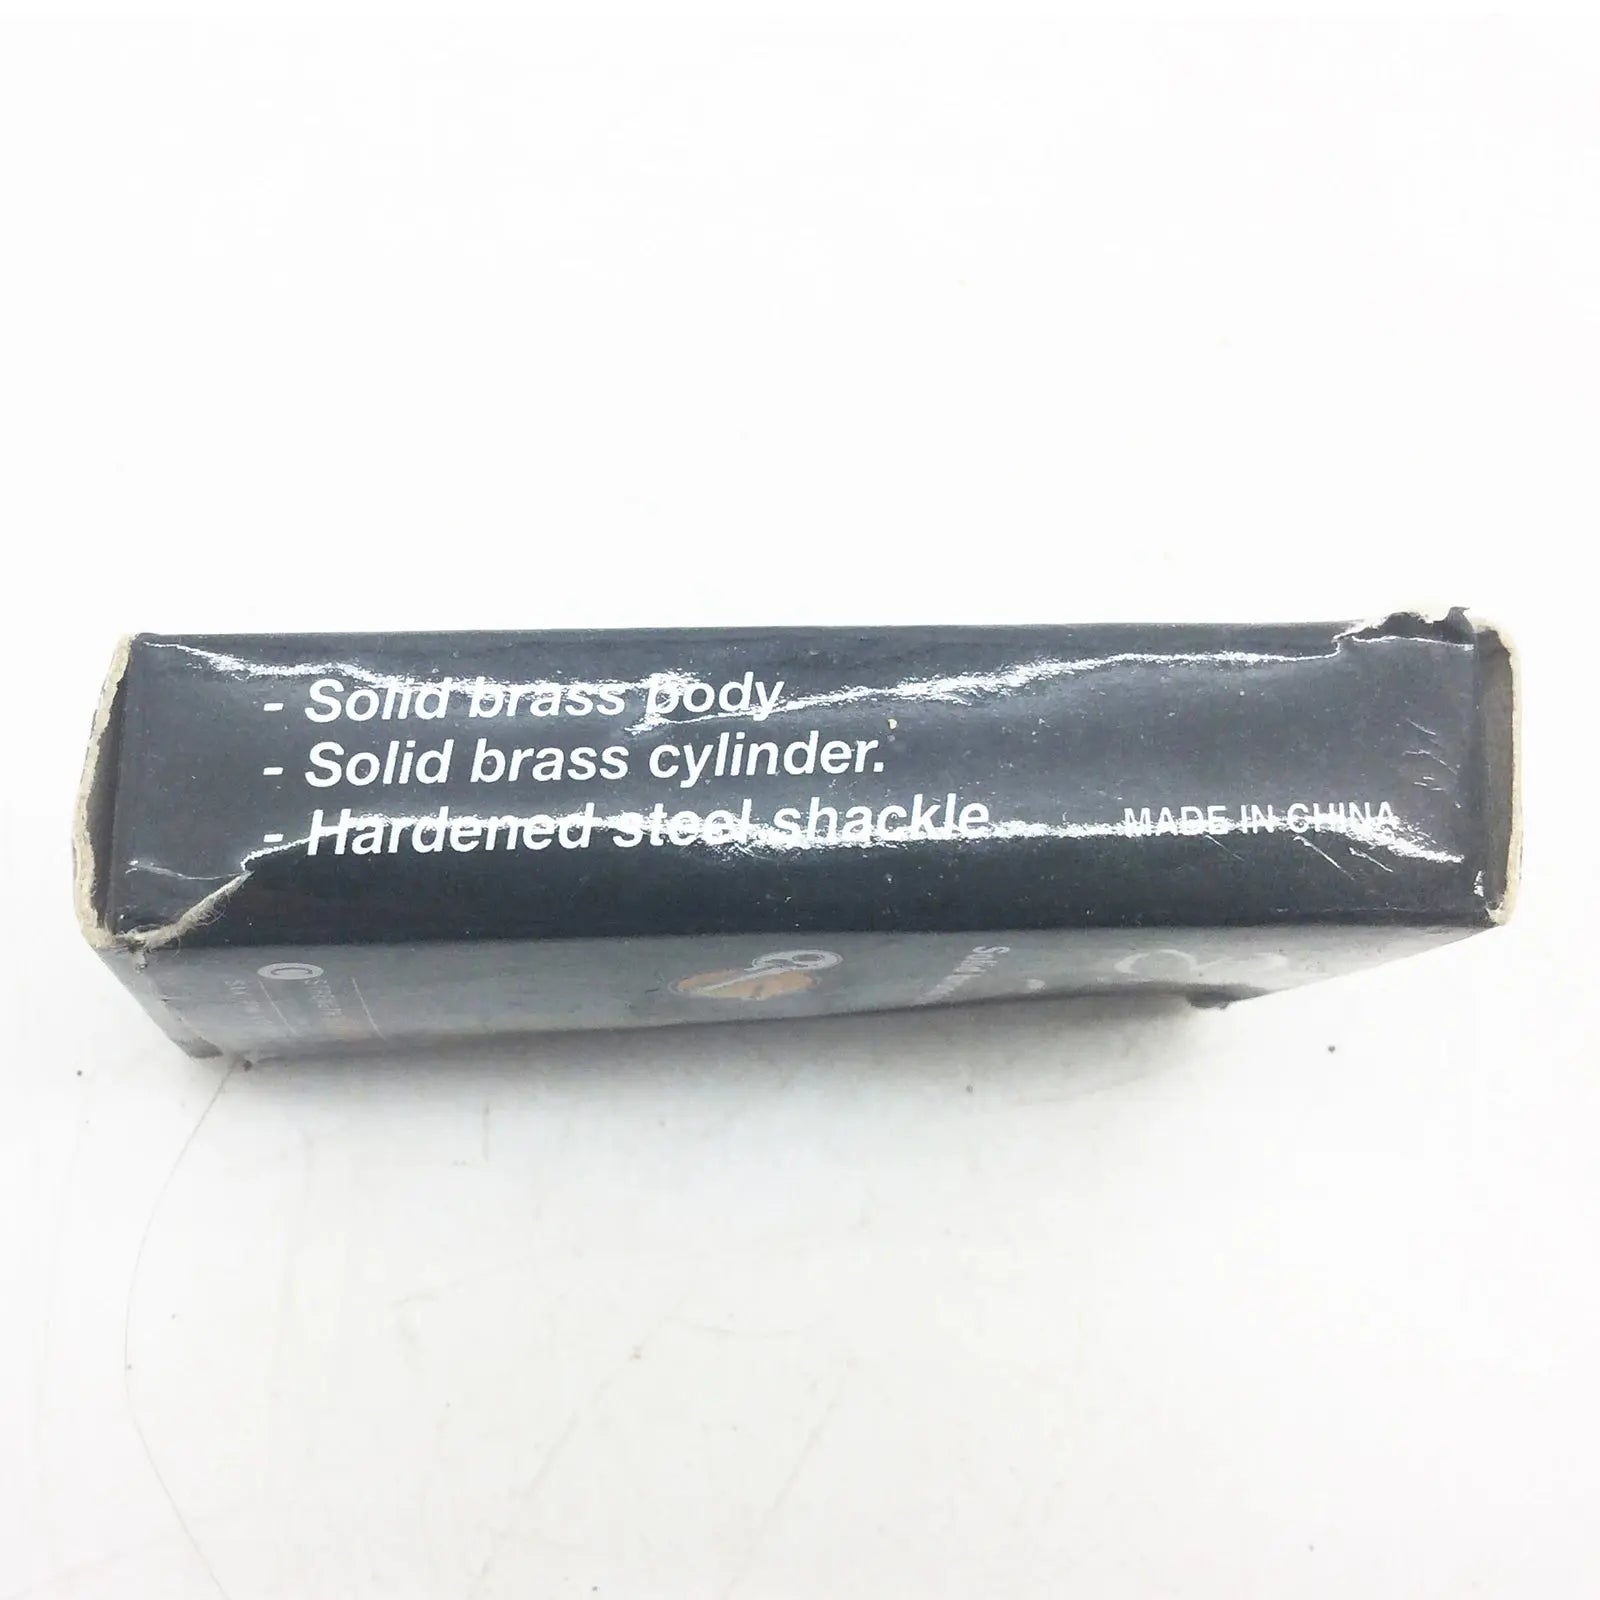 - Solid brass body.
- Solid brass cylinder.
- Hardened steel shackle
MADE IN CHINA